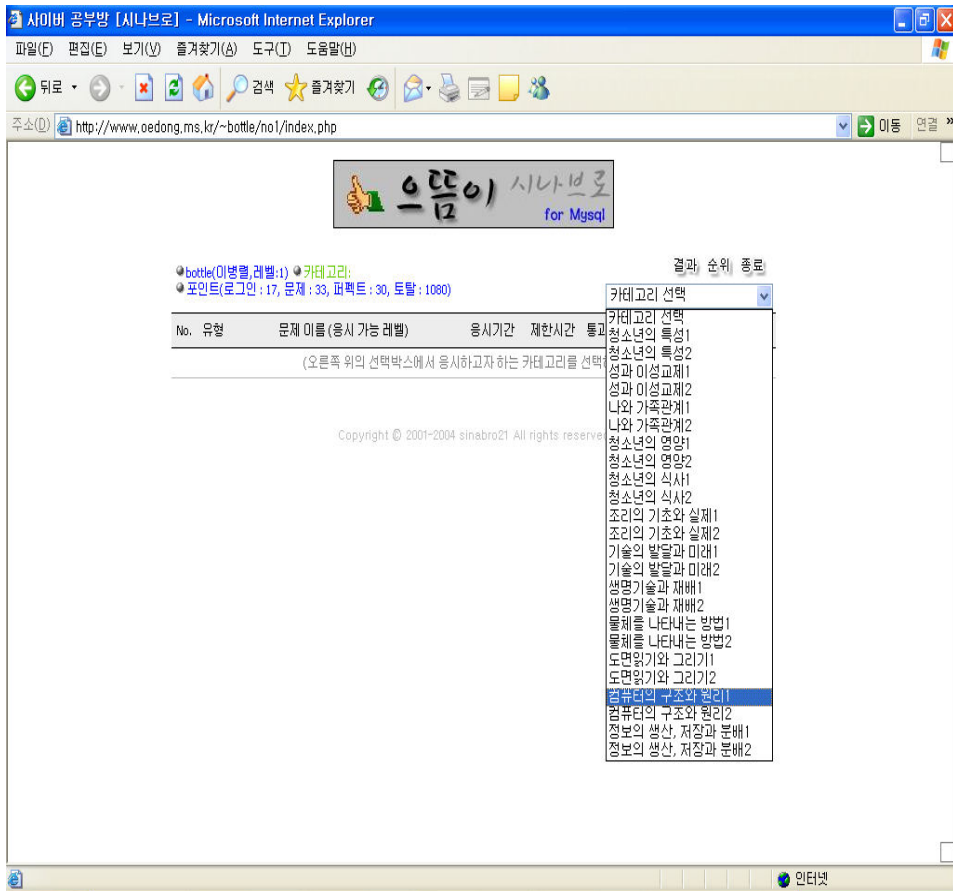 사이버 공부방 [시나브로] - Microsoft Internet Explorer
파일(F) 편집(E) 보기(V) 즐겨찾기(A) 도구(T) 도움말(H)
뒤로 검색 즐겨찾기
주소(D) http://www.oedong.ms.kr/~bottle/no1/index.php 이동 연결 »
으뜸이 시나브로
for Mysql
결과 순위 종료
bottle(이병렬,레벨:1) 카테고리:
포인트(로그인 : 17, 문제 : 33, 퍼펙트 : 30, 토탈 : 1080)
카테고리 선택
No. 유형 문제 이름 (응시 가능 레벨) 응시기간 제한시간 통과
(오른쪽 위의 선택박스에서 응시하고자 하는 카테고리를 선택
Copyright © 2001-2004 sinabro21 All rights reserve
카테고리 선택
청소년의 특성1
청소년의 특성2
성과 이성교제1
성과 이성교제2
나와 가족관계1
나와 가족관계2
청소년의 영양1
청소년의 영양2
청소년의 식사1
청소년의 식사2
조리의 기초와 실제1
조리의 기초와 실제2
기술의 발달과 미래1
기술의 발달과 미래2
생명기술과 재배1
생명기술과 재배2
물체를 나타내는 방법1
물체를 나타내는 방법2
도면읽기와 그리기1
도면읽기와 그리기2
컴퓨터의 구조와 원리1
컴퓨터의 구조와 원리2
정보의 생산, 저장과 분배1
정보의 생산, 저장과 분배2
인터넷